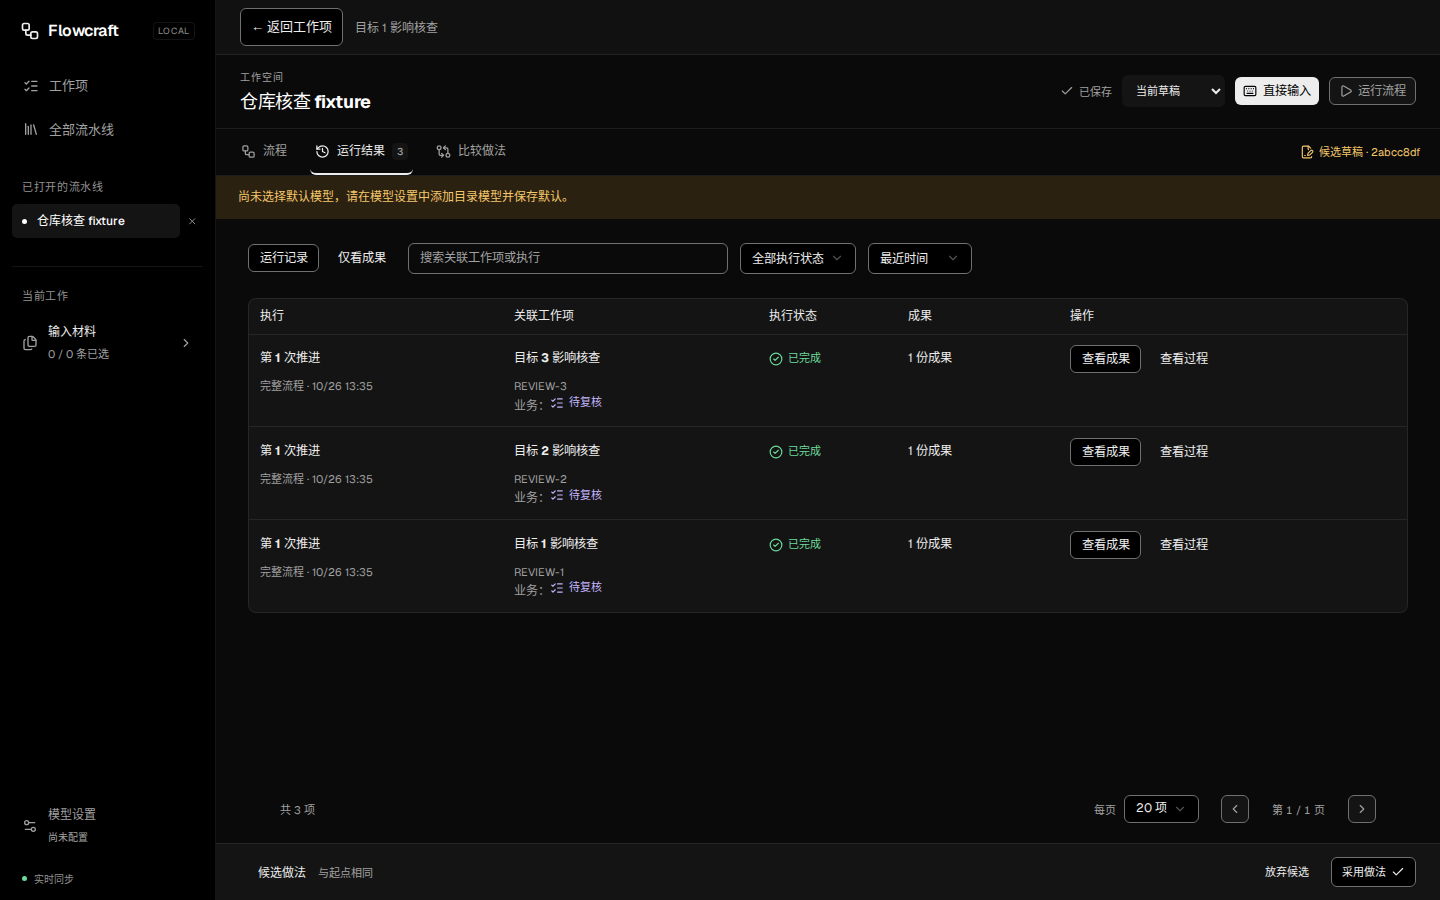 Flowcraft LOCAL
← 返回工作项 目标 1 影响核查
工作项
全部流水线
已打开的流水线
仓库核查 fixture ×
当前工作
输入材料
0 / 0 条已选
模型设置
尚未配置
实时同步
工作空间
仓库核查 fixture
已保存 当前草稿 直接输入 运行流程
流程 运行结果 3 比较做法 候选草稿 · 2abcc8df
尚未选择默认模型，请在模型设置中添加目录模型并保存默认。
运行记录 仅看成果 搜索关联工作项或执行 全部执行状态 最近时间
执行 关联工作项 执行状态 成果 操作
第 1 次推进 目标 3 影响核查 已完成 1 份成果 查看成果 查看过程
完整流程 · 10/26 13:35 REVIEW-3
业务： 待复核
第 1 次推进 目标 2 影响核查 已完成 1 份成果 查看成果 查看过程
完整流程 · 10/26 13:35 REVIEW-2
业务： 待复核
第 1 次推进 目标 1 影响核查 已完成 1 份成果 查看成果 查看过程
完整流程 · 10/26 13:35 REVIEW-1
业务： 待复核
共 3 项 每页 20 项 第 1 / 1 页
候选做法 与起点相同 放弃候选 采用做法